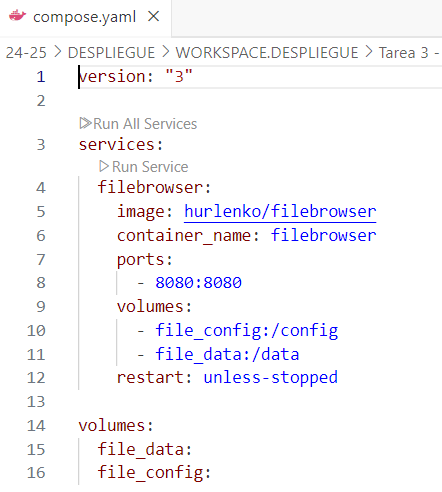 compose.yaml ×
24-25 > DESPLIEGUE > WORKSPACE.DESPLIEGUE > Tarea 3 -
1 version: "3"
2
Run All Services
3 services:
Run Service
4 filebrowser:
5 image: hurlenko/filebrowser
6 container_name: filebrowser
7 ports:
8 - 8080:8080
9 volumes:
10 - file_config:/config
11 - file_data:/data
12 restart: unless-stopped
13
14 volumes:
15 file_data:
16 file_config: